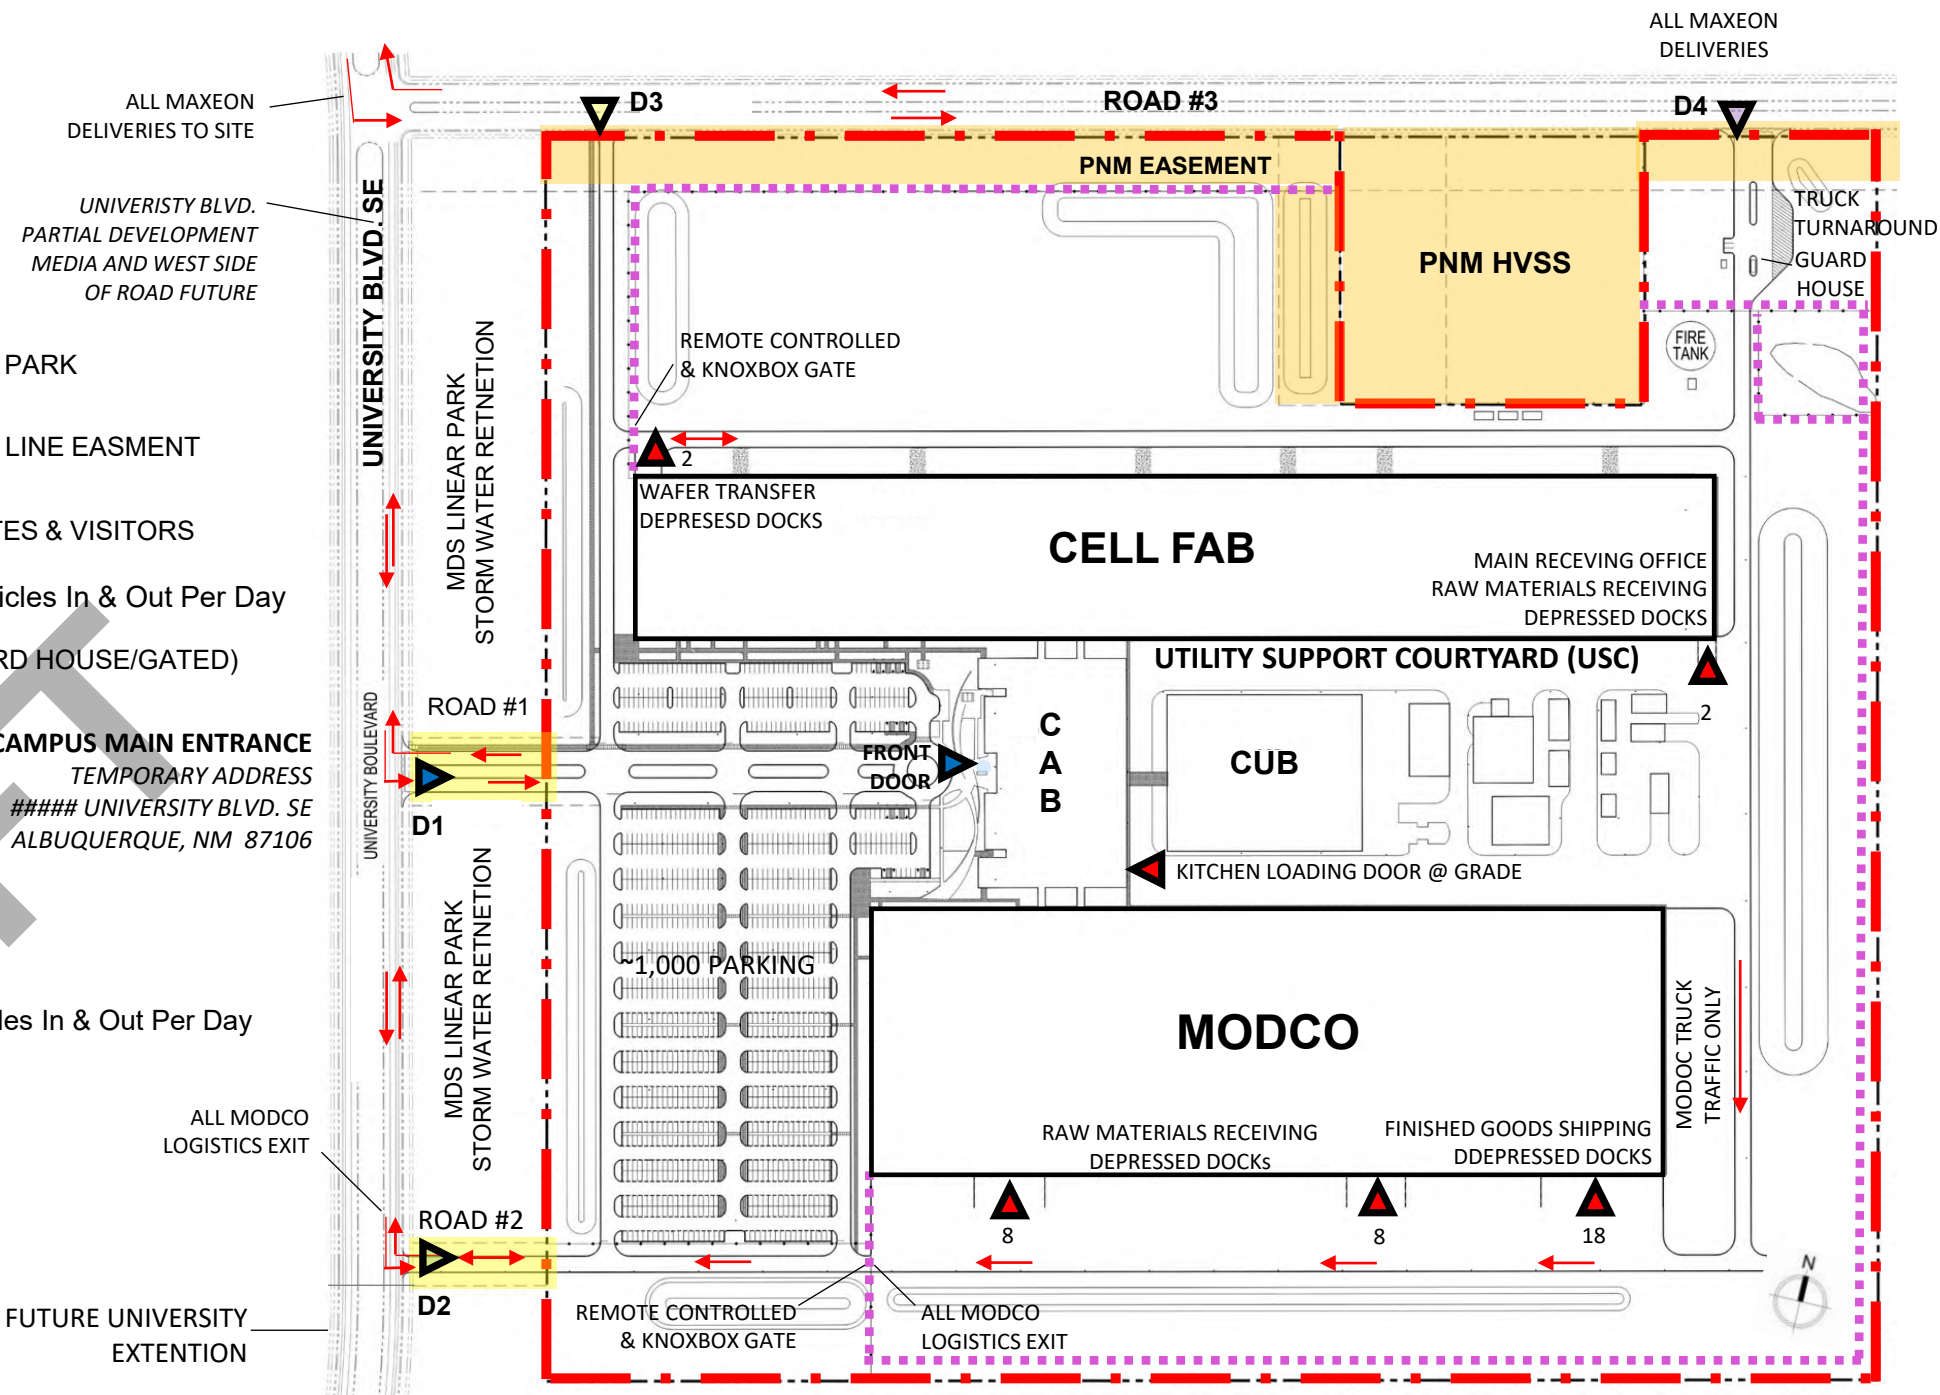 ALL MAXEON
DELIVERIES
ALL MAXEON
DELIVERIES TO SITE
D3
ROAD #3
D4
PNM EASEMENT
UNIVERISTY BLVD.
PARTIAL DEVELOPMENT
MEDIA AND WEST SIDE
OF ROAD FUTURE
UNIVERSITY BLVD. SE
TRUCK
TURNAROUND
GUARD
HOUSE
PNM HVSS
REMOTE CONTROLLED
& KNOXBOX GATE
FIRE
TANK
PARK
LINE EASMENT
MDS LINEAR PARK
STORM WATER RETNETION
2
WAFER TRANSFER
DEPRESESD DOCKS
CELL FAB
MAIN RECEVING OFFICE
RAW MATERIALS RECEIVING
DEPRESSED DOCKS
TES & VISITORS
icles In & Out Per Day
RD HOUSE/GATED)
UTILITY SUPPORT COURTYARD (USC)
2
UNIVERSITY BOULEVARD
ROAD #1
CAMPUS MAIN ENTRANCE
TEMPORARY ADDRESS
##### UNIVERSITY BLVD. SE
ALBUQUERQUE, NM 87106
D1
FRONT
DOOR
C
A
B
CUB
KITCHEN LOADING DOOR @ GRADE
MDS LINEAR PARK
STORM WATER RETNETION
~1,000 PARKING
MODCO
MODOC TRUCK
TRAFFIC ONLY
les In & Out Per Day
FT
ALL MODCO
LOGISTICS EXIT
RAW MATERIALS RECEIVING
DEPRESSED DOCKs
FINISHED GOODS SHIPPING
DDEPRESSED DOCKS
8
8
18
ROAD #2
D2
FUTURE UNIVERSITY
EXTENTION
REMOTE CONTROLLED
& KNOXBOX GATE
ALL MODCO
LOGISTICS EXIT
N